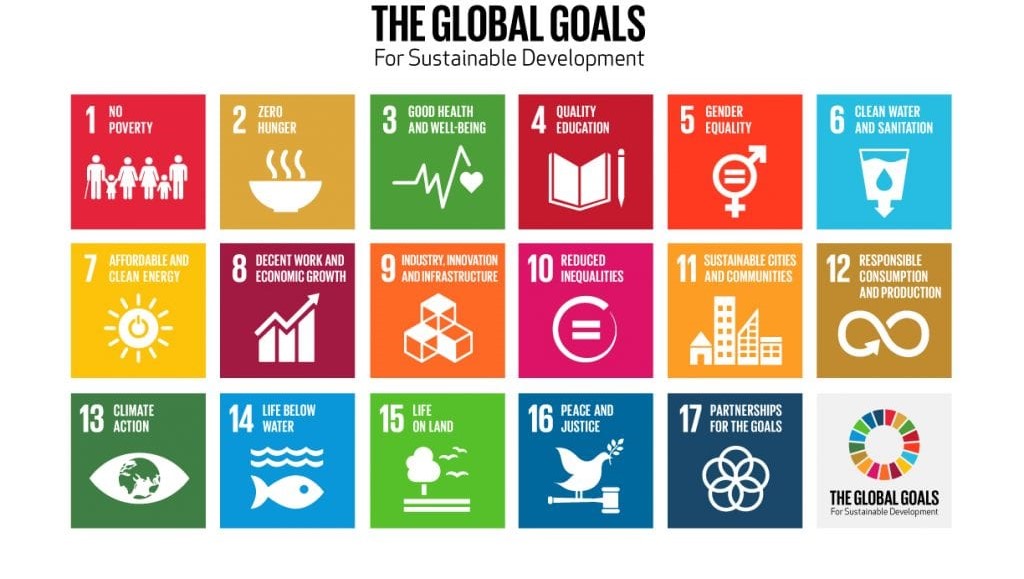 THE GLOBAL GOALS
For Sustainable Development
1 NO
POVERTY
2 ZERO
HUNGER
3 GOOD HEALTH
AND WELL-BEING
4 QUALITY
EDUCATION
5 GENDER
EQUALITY
6 CLEAN WATER
AND SANITATION
7 AFFORDABLE AND
CLEAN ENERGY
8 DECENT WORK AND
ECONOMIC GROWTH
9 INDUSTRY, INNOVATION
AND INFRASTRUCTURE
10 REDUCED
INEQUALITIES
11 SUSTAINABLE CITIES
AND COMMUNITIES
12 RESPONSIBLE
CONSUMPTION
AND PRODUCTION
13 CLIMATE
ACTION
14 LIFE BELOW
WATER
15 LIFE
ON LAND
16 PEACE AND
JUSTICE
17 PARTNERSHIPS
FOR THE GOALS
THE GLOBAL GOALS
For Sustainable Development